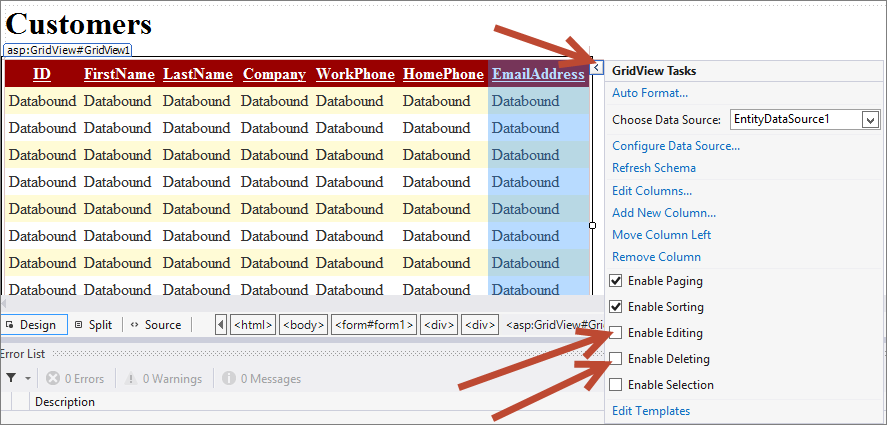 Customers
asp:GridView#GridView1
ID FirstName LastName Company WorkPhone HomePhone EmailAddress
Databound Databound Databound Databound Databound Databound Databound
Databound Databound Databound Databound Databound Databound Databound
Databound Databound Databound Databound Databound Databound Databound
Databound Databound Databound Databound Databound Databound Databound
Databound Databound Databound Databound Databound Databound Databound
Databound Databound Databound Databound Databound Databound Databound
Databound Databound Databound Databound Databound Databound Databound
Databound Databound Databound Databound Databound Databound Databound
GridView Tasks
Auto Format...
Choose Data Source: EntityDataSource1
Configure Data Source...
Refresh Schema
Edit Columns...
Add New Column...
Move Column Left
Remove Column
Enable Paging
Enable Sorting
Enable Editing
Enable Deleting
Enable Selection
Edit Templates
Design Split Source <html> <body> <form#form1> <div> <div> <asp:GridView#Gri
Error List
0 Errors 0 Warnings 0 Messages
Description